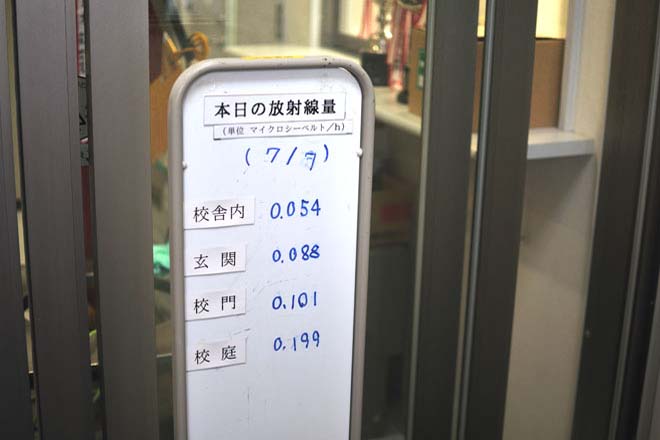 本日の放射線量
(単位 マイクロシーベルト/h)
(7/7)
校舎内 0.054
玄関 0.088
校門 0.101
校庭 0.199